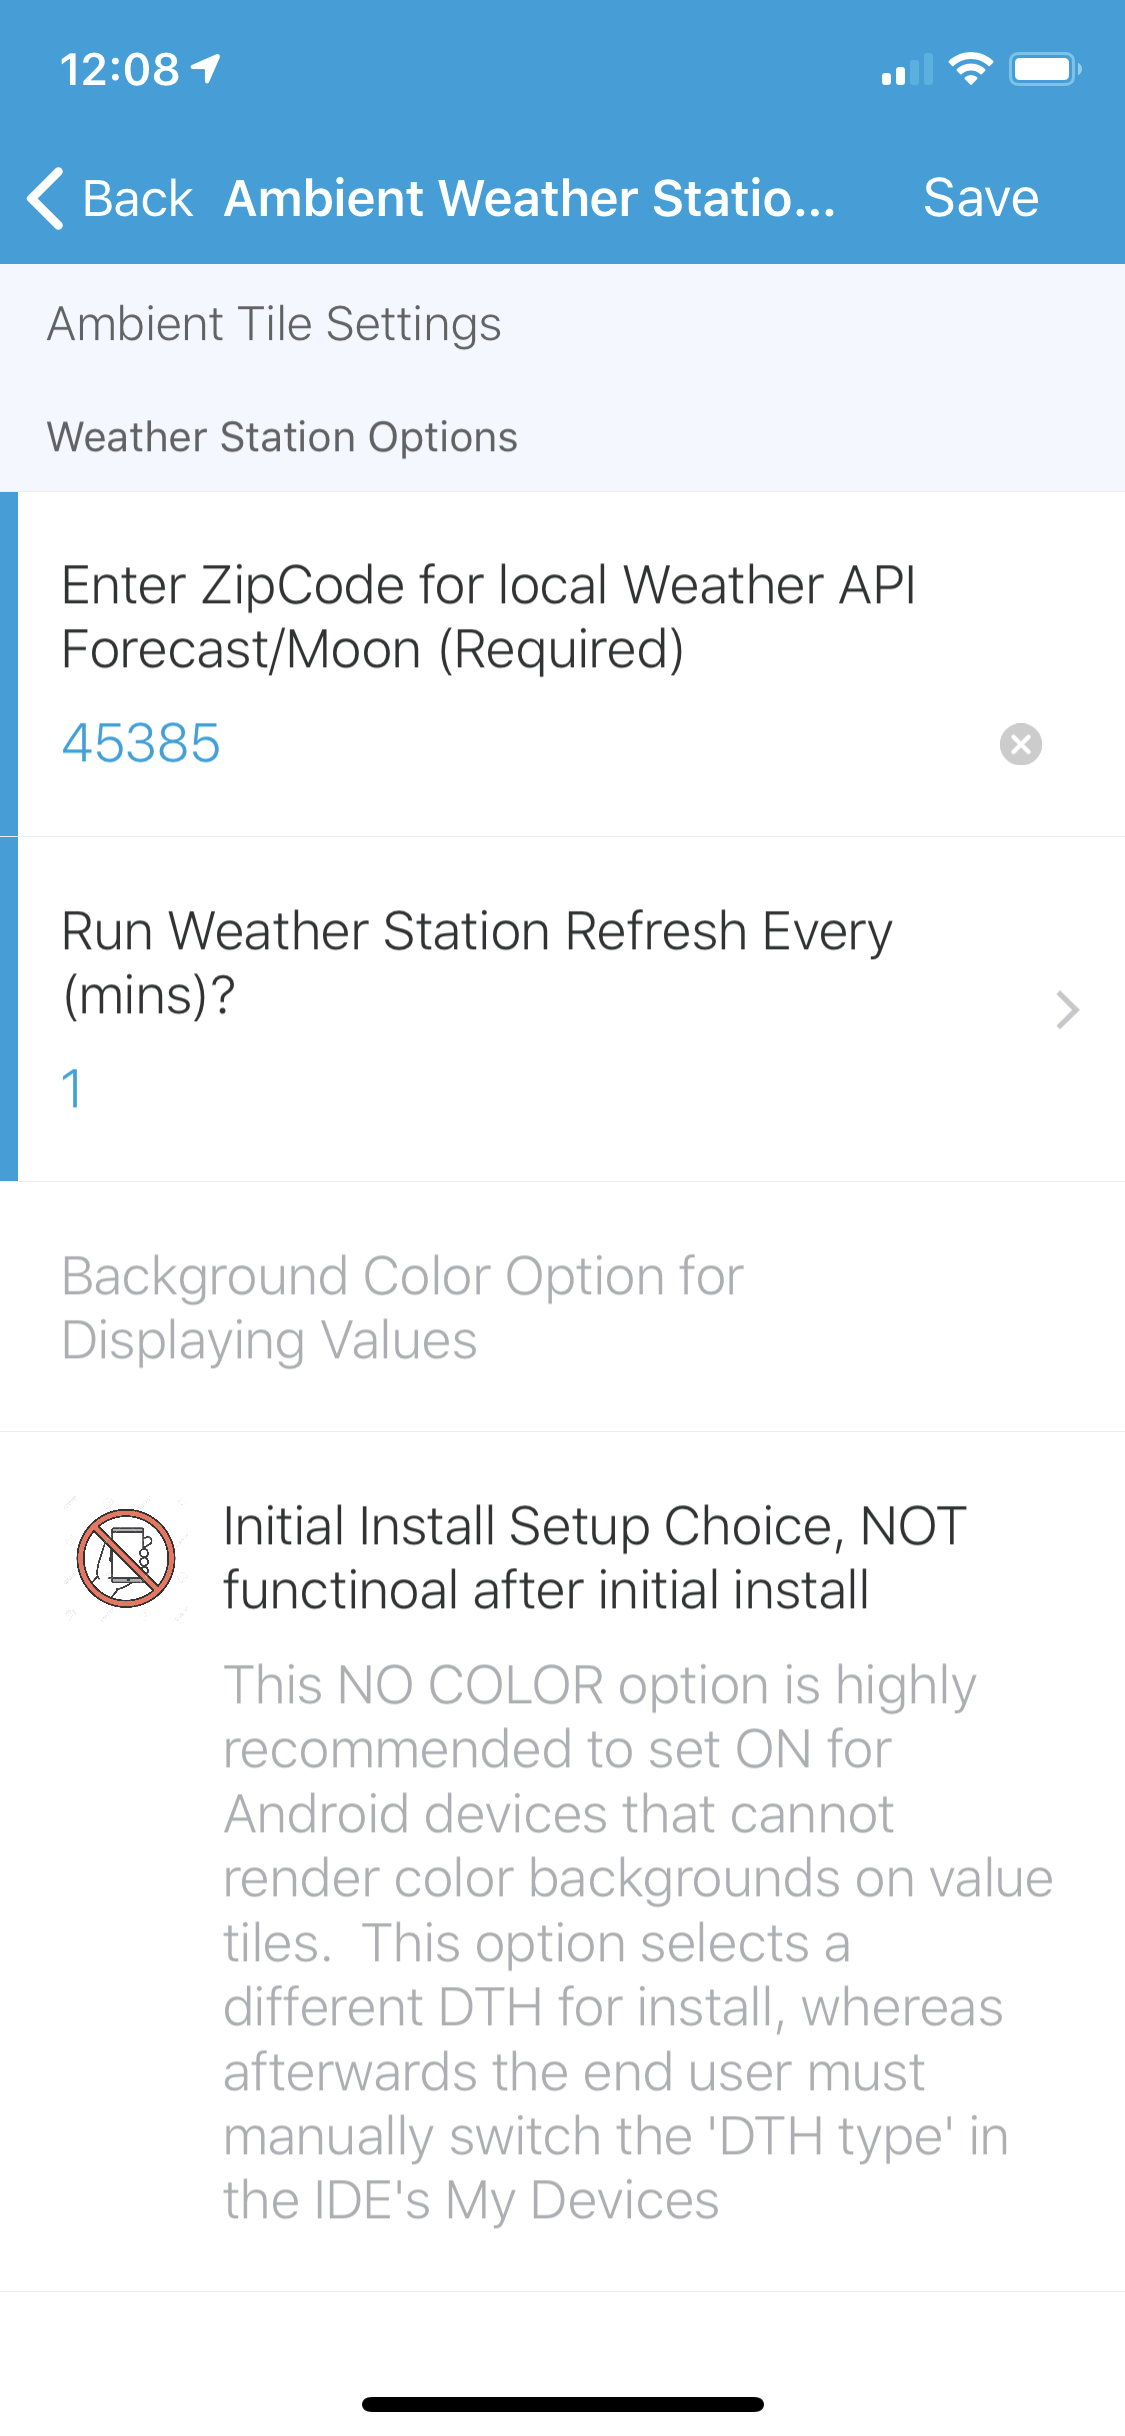 12:08
Back Ambient Weather Statio... Save
Ambient Tile Settings
Weather Station Options
Enter ZipCode for local Weather API
Forecast/Moon (Required)
45385
Run Weather Station Refresh Every
(mins)?
1
Background Color Option for
Displaying Values
Initial Install Setup Choice, NOT
functinoal after initial install
This NO COLOR option is highly
recommended to set ON for
Android devices that cannot
render color backgrounds on value
tiles.  This option selects a
different DTH for install, whereas
afterwards the end user must
manually switch the 'DTH type' in
the IDE's My Devices